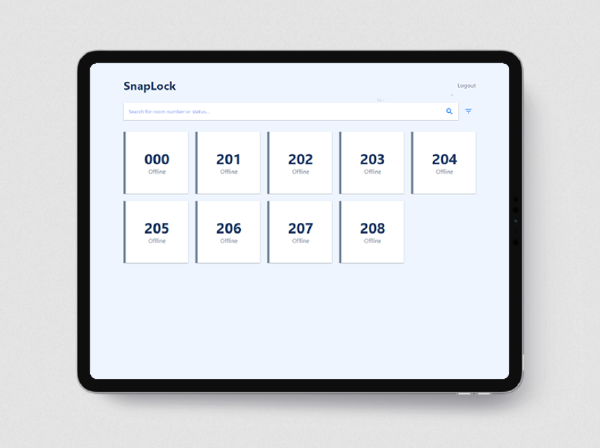 SnapLock
Logout
Search for room number or status...
000 201 202 203 204
Offline Offline Offline Offline Offline
205 206 207 208
Offline Offline Offline Offline